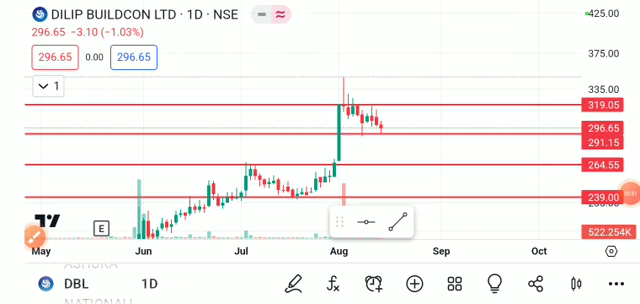 DILIP BUILDCON LTD · 1D · NSE
296.65 −3.10 (−1.03%)
296.65 0.00 296.65
1
425.00
375.00
335.00
319.05
296.65
291.15
264.55
239.00
522.254K
E
May Jun Jul Aug Sep Oct
DBL 1D